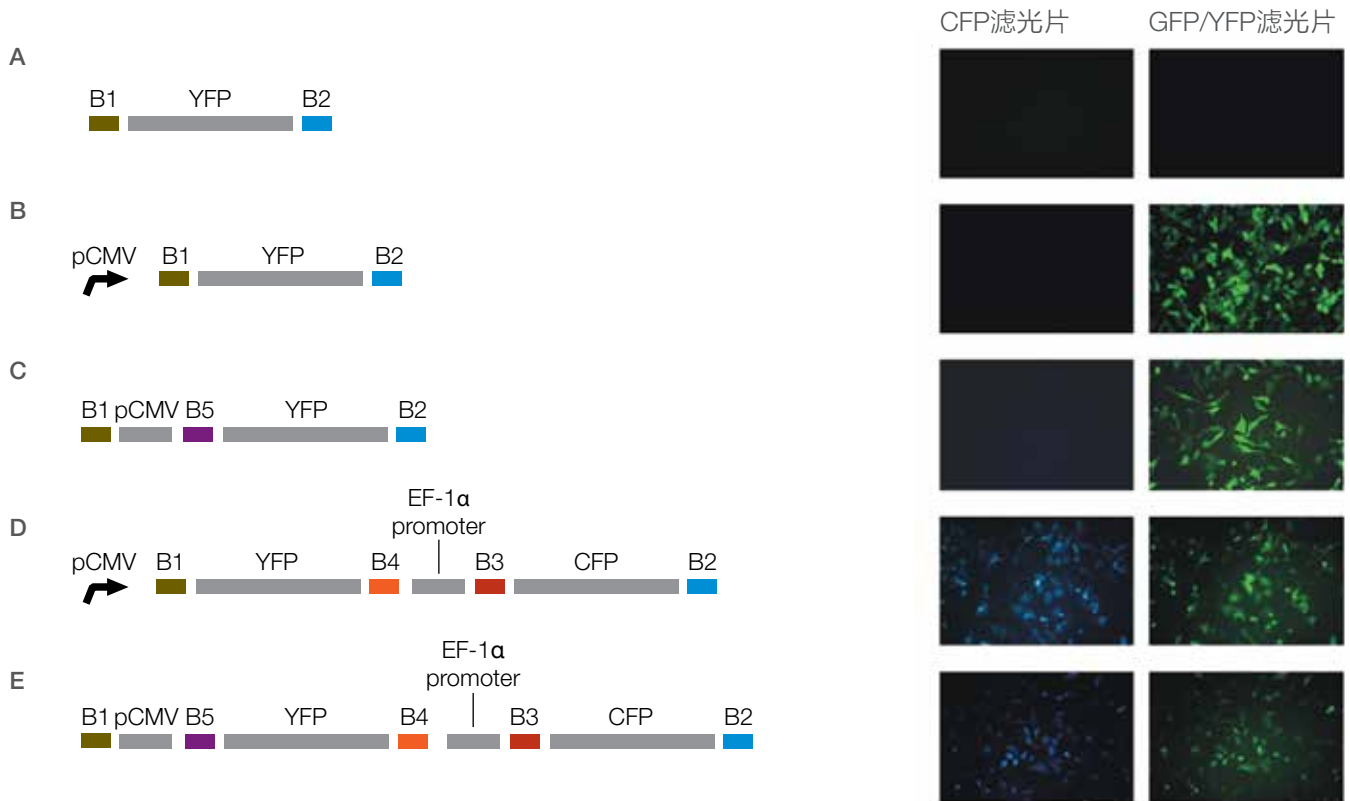 CFP滤光片 GFP/YFP滤光片
A
B1 YFP B2
B
pCMV B1 YFP B2
C
B1 pCMV B5 YFP B2
EF-1α
promoter
D
pCMV B1 YFP B4 B3 CFP B2
EF-1α
promoter
E
B1 pCMV B5 YFP B4 B3 CFP B2